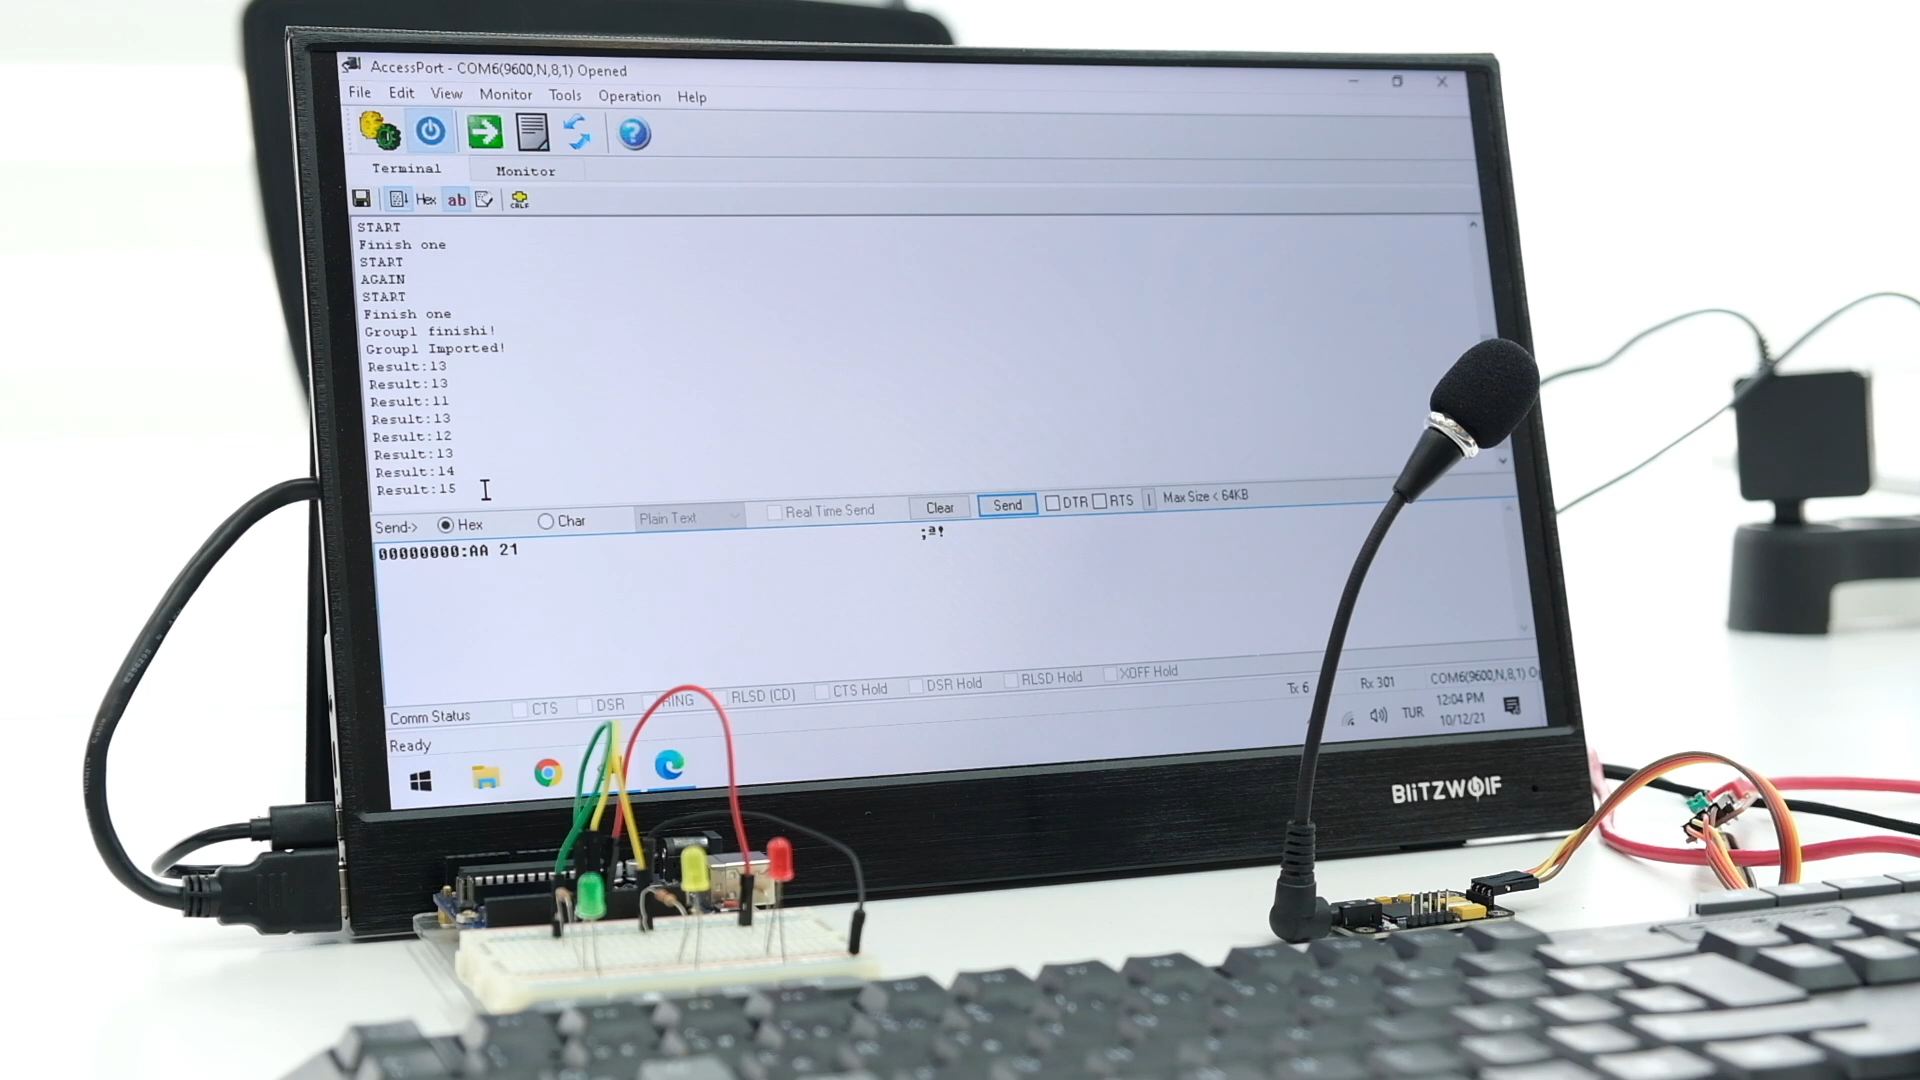 AccessPort - COM6(9600,N,8,1) Opened
File Edit View Monitor Tools Operation Help
Terminal Monitor
Hex ab CRLF
START
Finish one
START
AGAIN
START
Finish one
Group1 finishi!
Group1 Imported!
Result:13
Result:13
Result:11
Result:13
Result:12
Result:13
Result:14
Result:15
Send-> Hex Char Plain Text Real Time Send Clear Send DTR RTS Max Size < 64KB
00000000:AA 21 ;ª!
Comm Status CTS DSR RING RLSD (CD) CTS Hold DSR Hold RLSD Hold XOFF Hold
Ready Tx 6 Rx 301 COM6(9600,N,8,1) O
TUR 12:04 PM
10/12/21
BLITZWOLF